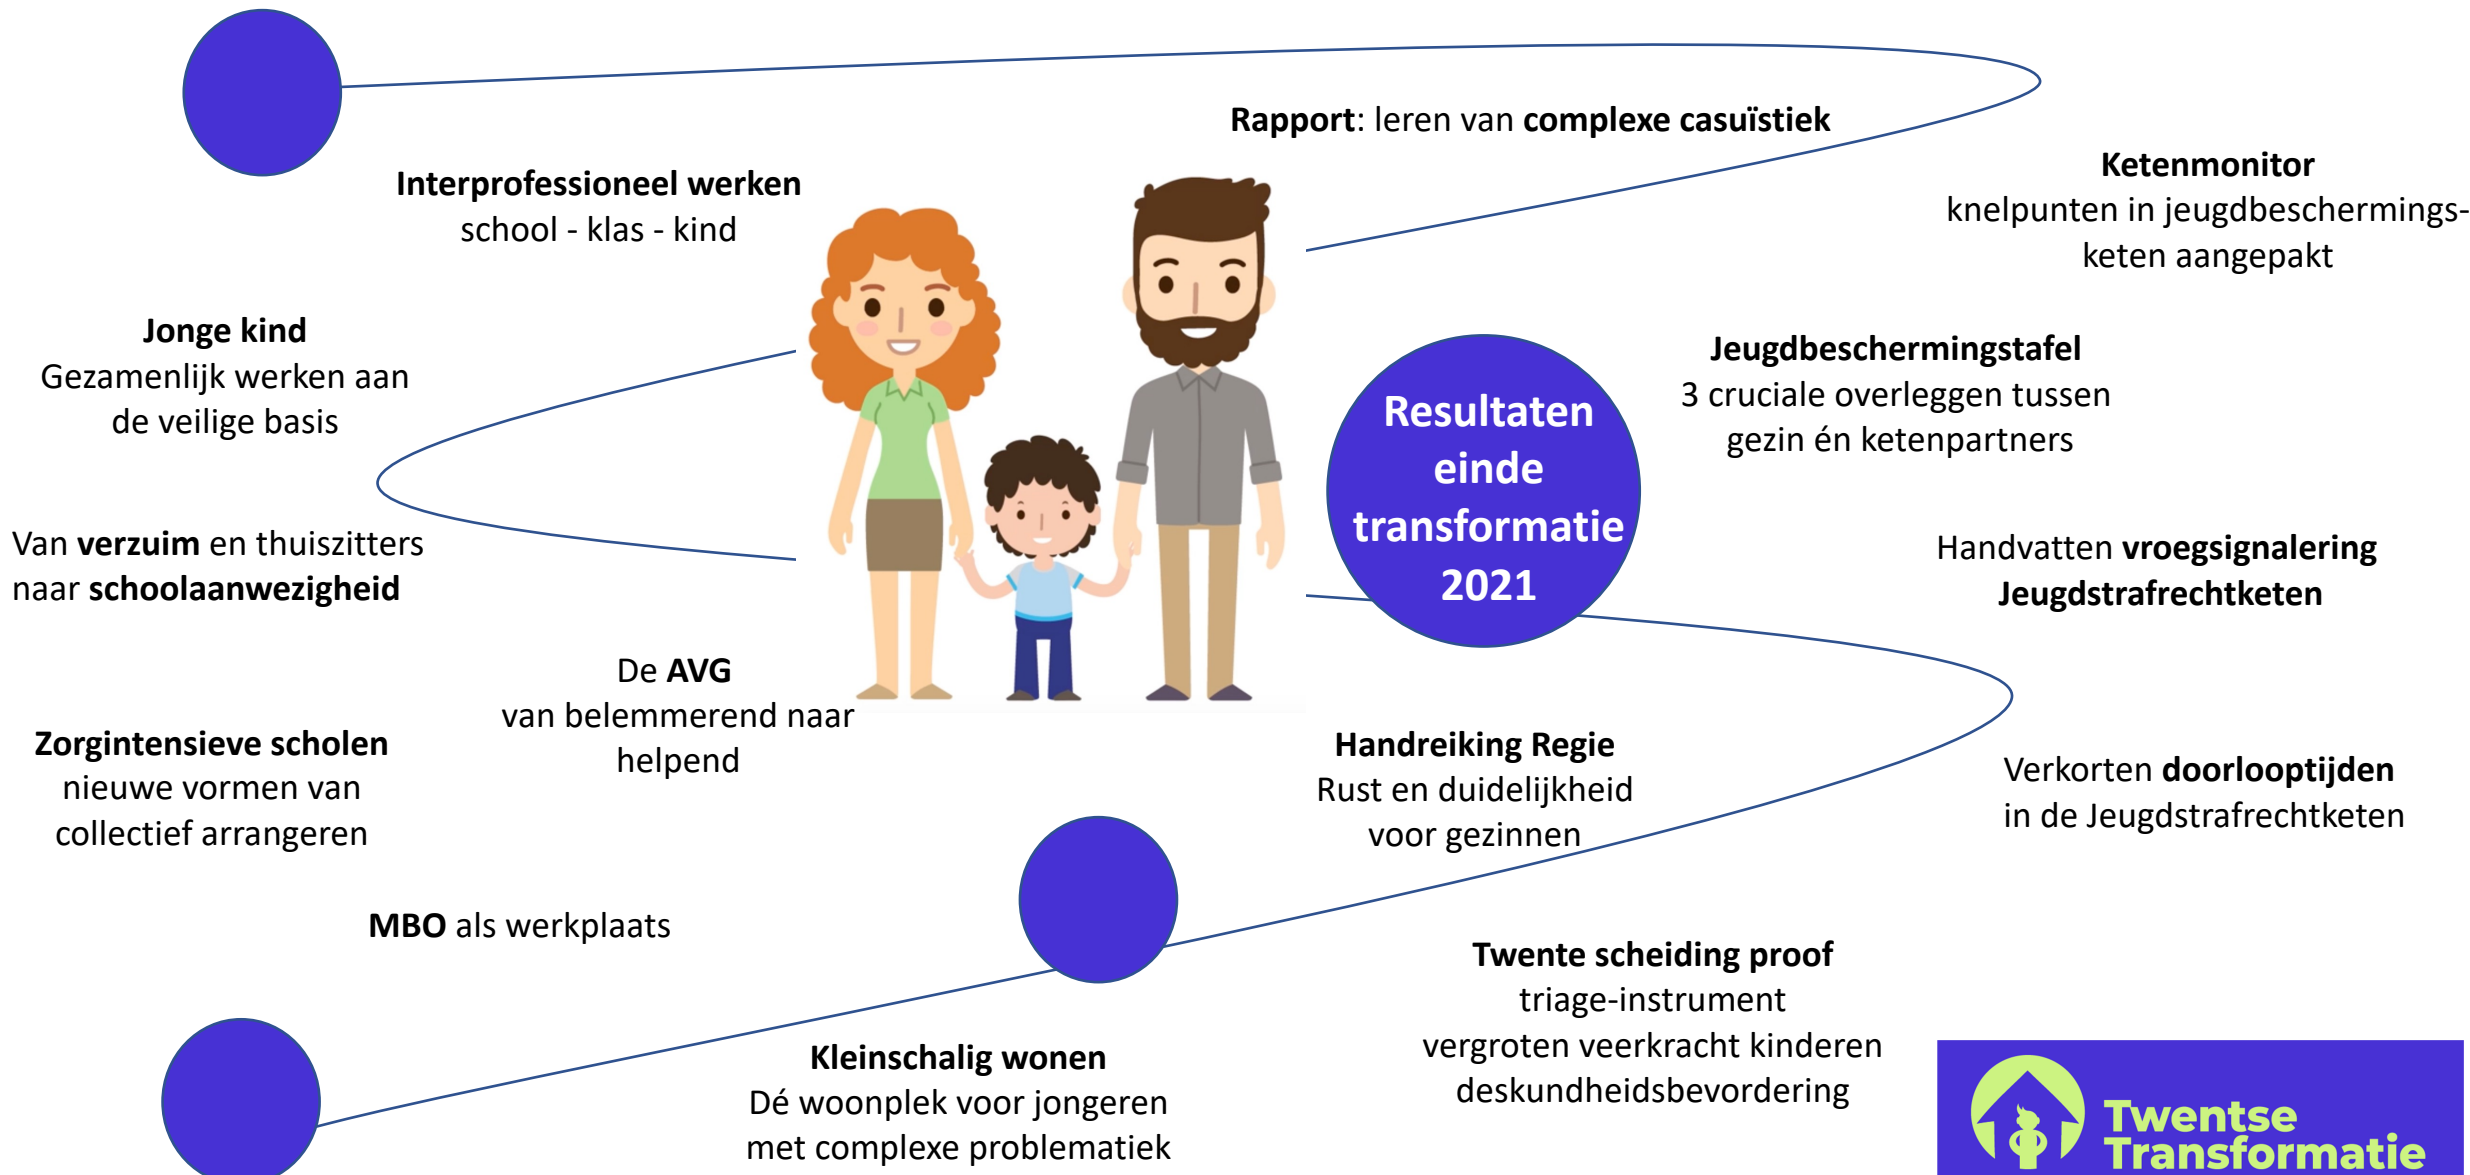 Rapport: leren van complexe casuïstiek
Interprofessioneel werken
school - klas - kind
Ketenmonitor
knelpunten in jeugdbeschermings-
keten aangepakt
Jonge kind
Gezamenlijk werken aan
de veilige basis
Resultaten
einde
transformatie
2021
Jeugdbeschermingstafel
3 cruciale overleggen tussen
gezin én ketenpartners
Van verzuim en thuiszitters
naar schoolaanwezigheid
Handvatten vroegsignalering
Jeugdstrafrechtketen
De AVG
van belemmerend naar
helpend
Zorgintensieve scholen
nieuwe vormen van
collectief arrangeren
Handreiking Regie
Rust en duidelijkheid
voor gezinnen
Verkorten doorlooptijden
in de Jeugdstrafrechtketen
MBO als werkplaats
Twente scheiding proof
triage-instrument
vergroten veerkracht kinderen
deskundheidsbevordering
Kleinschalig wonen
Dé woonplek voor jongeren
met complexe problematiek
Twentse
Transformatie